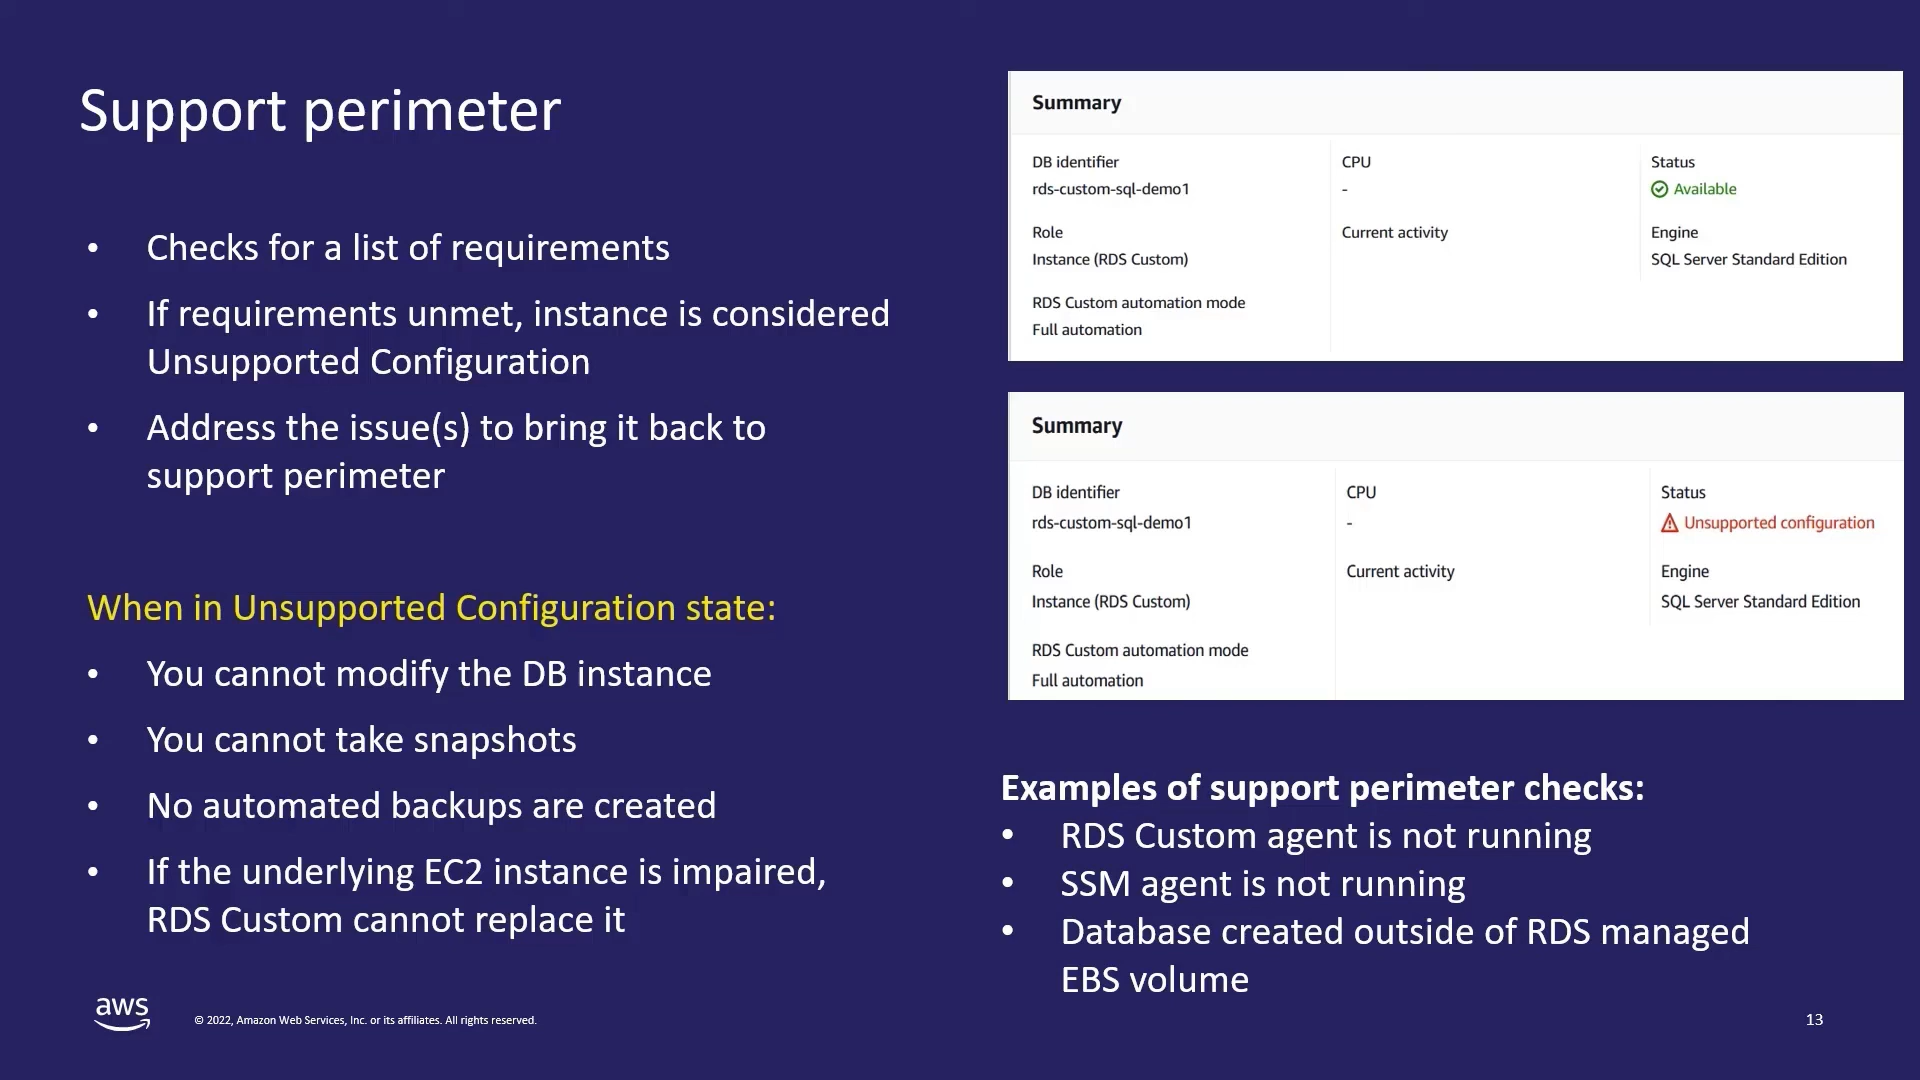 Support perimeter
• Checks for a list of requirements
• If requirements unmet, instance is considered
Unsupported Configuration
• Address the issue(s) to bring it back to
support perimeter
When in Unsupported Configuration state:
• You cannot modify the DB instance
• You cannot take snapshots
• No automated backups are created
• If the underlying EC2 instance is impaired,
RDS Custom cannot replace it
Summary
DB identifier
rds-custom-sql-demo1
CPU
-
Status
Available
Role
Instance (RDS Custom)
Current activity
Engine
SQL Server Standard Edition
RDS Custom automation mode
Full automation
Summary
DB identifier
rds-custom-sql-demo1
CPU
-
Status
Unsupported configuration
Role
Instance (RDS Custom)
Current activity
Engine
SQL Server Standard Edition
RDS Custom automation mode
Full automation
Examples of support perimeter checks:
• RDS Custom agent is not running
• SSM agent is not running
• Database created outside of RDS managed
EBS volume
aws
© 2022, Amazon Web Services, Inc. or its affiliates. All rights reserved.
13